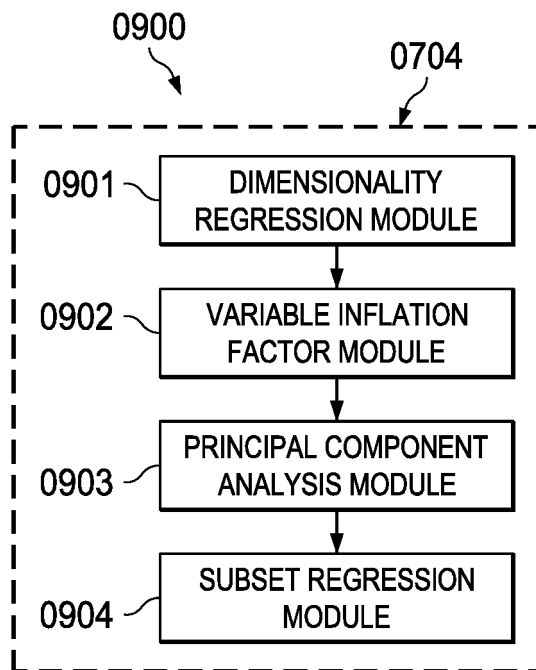 0900
0704
0901
DIMENSIONALITY
REGRESSION MODULE
0902
VARIABLE INFLATION
FACTOR MODULE
0903
PRINCIPAL COMPONENT
ANALYSIS MODULE
0904
SUBSET REGRESSION
MODULE